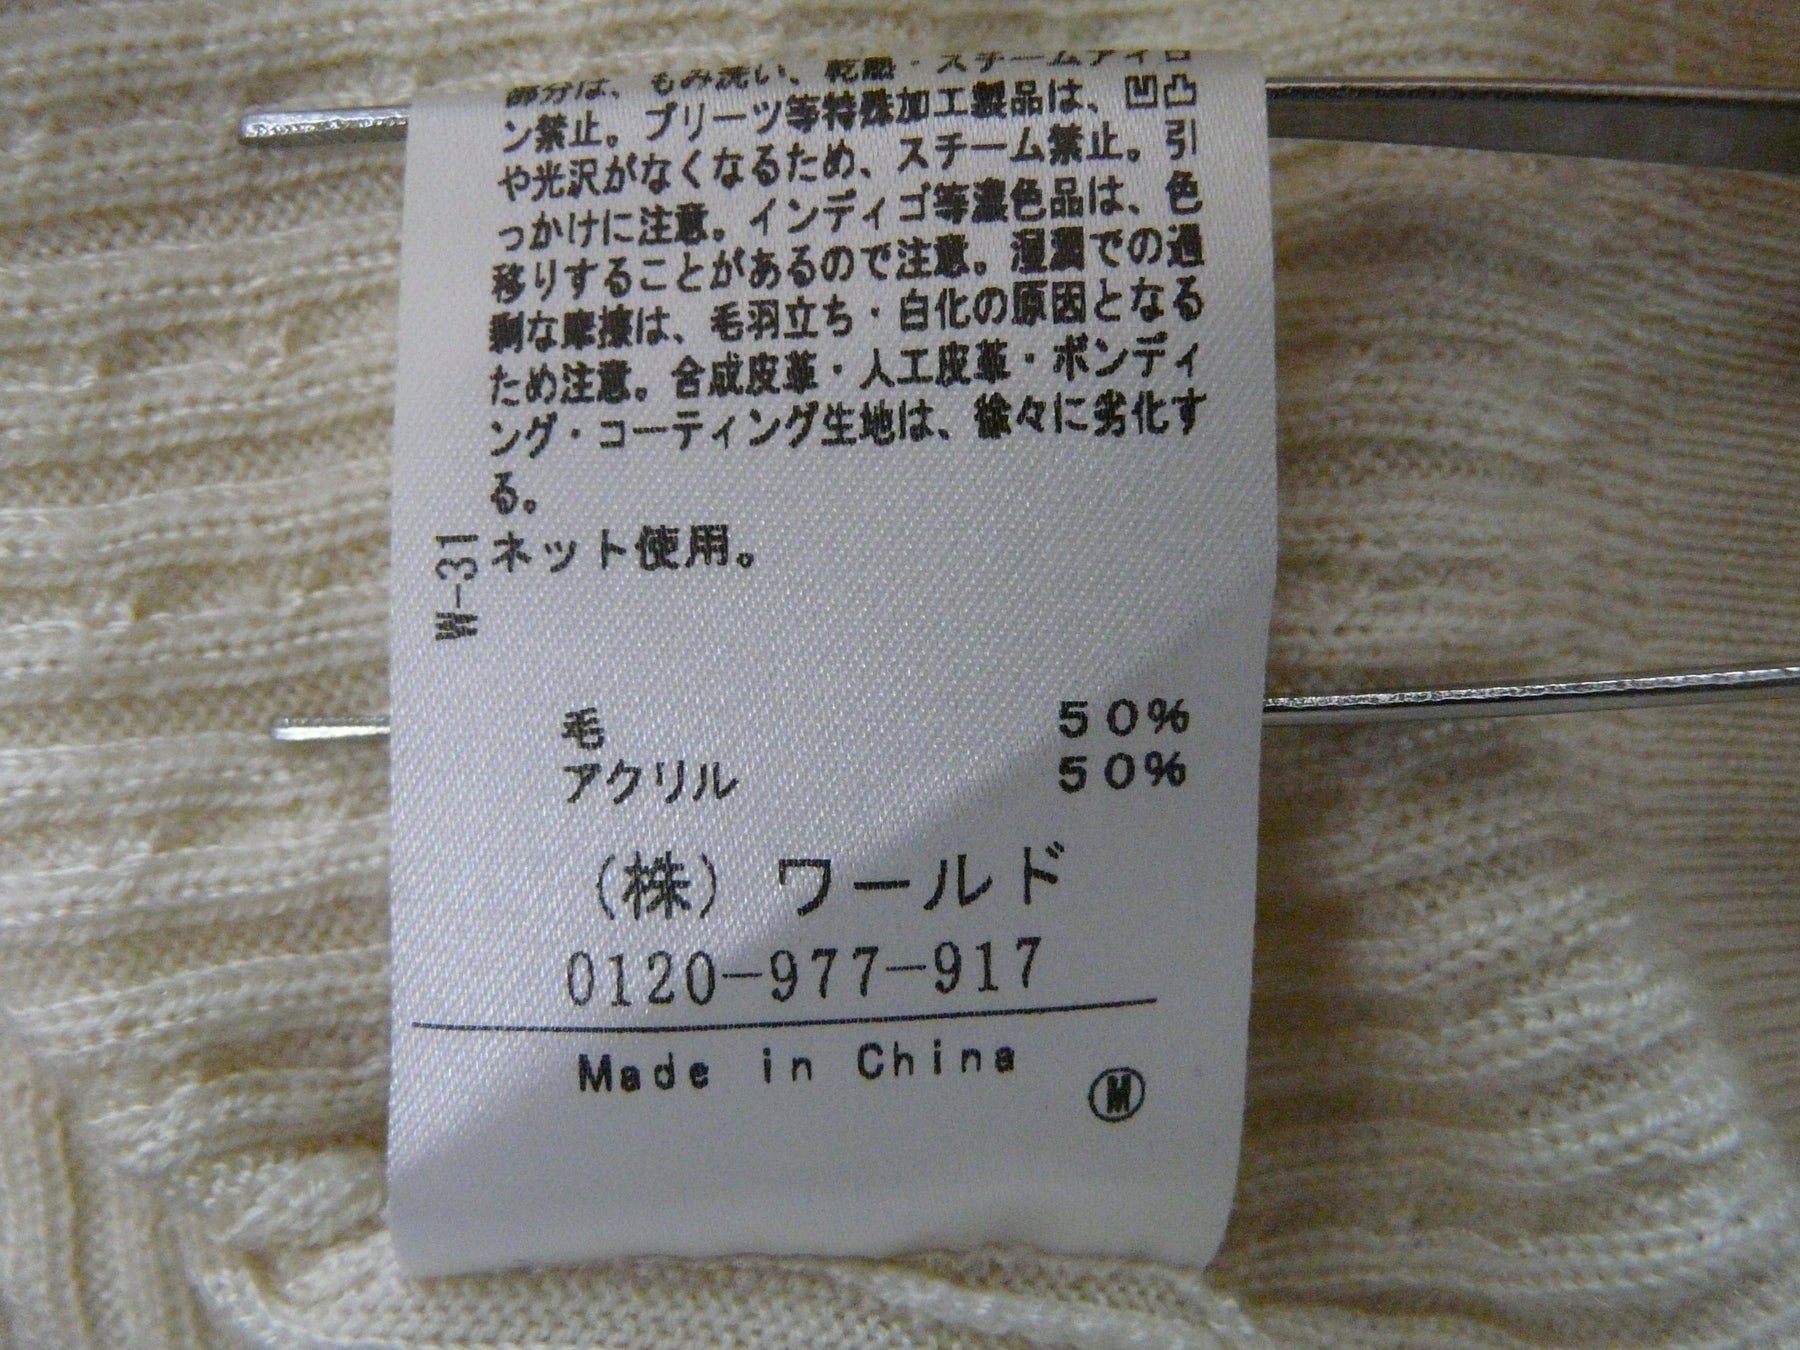 部分は、もみ洗い、乾燥・スチームアイロ
ン禁止。プリーツ等特殊加工製品は、凹凸
や光沢がなくなるため、スチーム禁止。引
っかけに注意。インディゴ等濃色品は、色
移りすることがあるので注意。湿潤での過
剰な摩擦は、毛羽立ち・白化の原因となる
ため注意。合成皮革・人工皮革・ボンディ
ング・コーティング生地は、徐々に劣化す
る。
ネット使用。
W-31
毛 50%
アクリル 50%
(株) ワールド
0120-977-917
Made in China
M